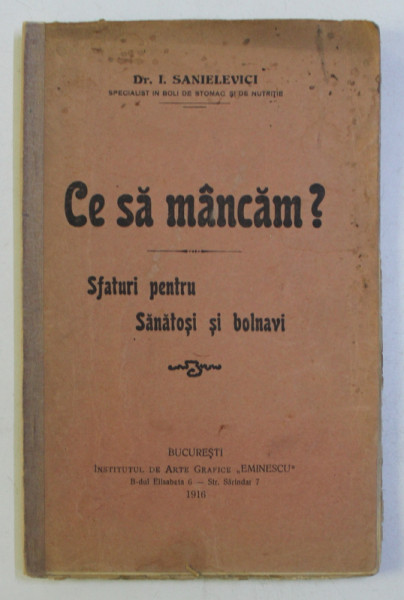 Dr. I. SANIELEVICI
SPECIALIST IN BOLI DE STOMAC ȘI DE NUTRIȚIE
Ce să mâncăm?
Sfaturi pentru
Sănătoși și bolnavi
BUCUREȘTI
INSTITUTUL DE ARTE GRAFICE „EMINESCU"
B-dul Elisabeta 6 — Str. Sărindar 7
1916